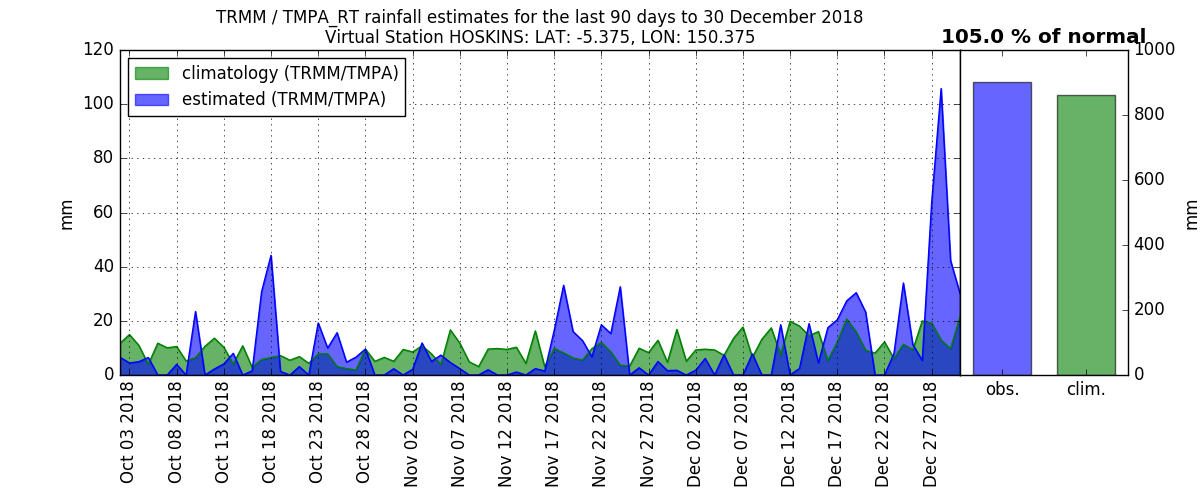 TRMM / TMPA_RT rainfall estimates for the last 90 days to 30 December 2018
Virtual Station HOSKINS: LAT: -5.375, LON: 150.375
105.0 % of normal
climatology (TRMM/TMPA)
estimated (TRMM/TMPA)
120
100
80
60
40
20
0
mm
Oct 03 2018
Oct 08 2018
Oct 13 2018
Oct 18 2018
Oct 23 2018
Oct 28 2018
Nov 02 2018
Nov 07 2018
Nov 12 2018
Nov 17 2018
Nov 22 2018
Nov 27 2018
Dec 02 2018
Dec 07 2018
Dec 12 2018
Dec 17 2018
Dec 22 2018
Dec 27 2018
obs.
clim.
1000
800
600
400
200
0
mm